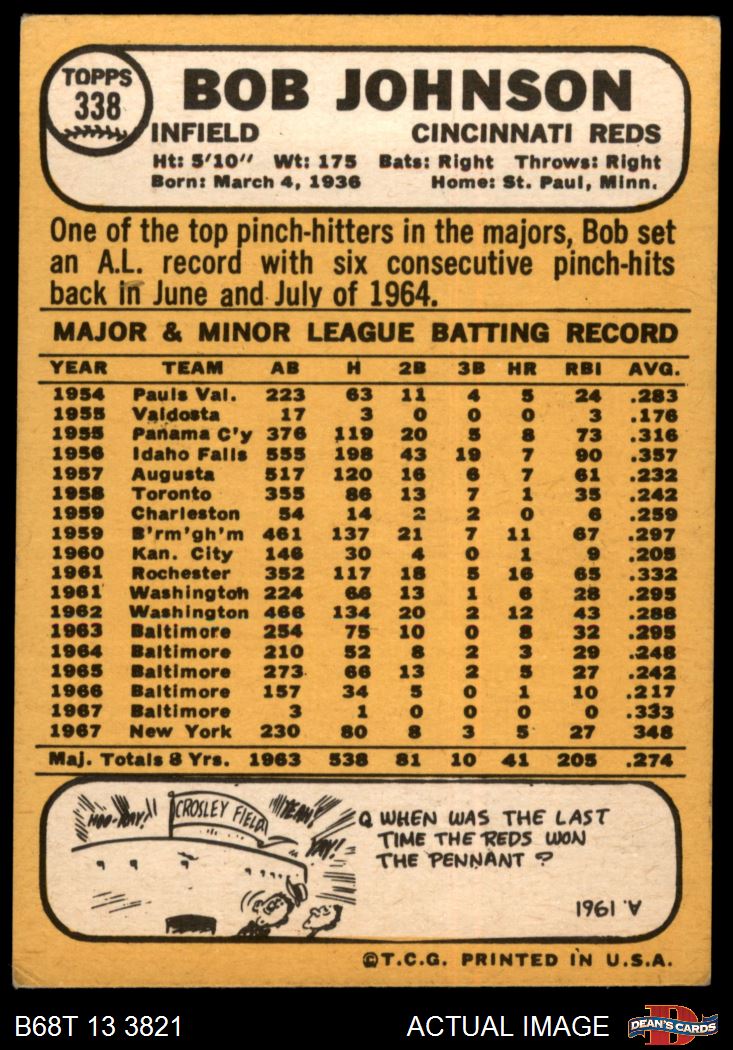 TOPPS
338
BOB JOHNSON
INFIELD CINCINNATI REDS
Ht: 5'10" Wt: 175 Bats: Right Throws: Right
Born: March 4, 1936 Home: St. Paul, Minn.
One of the top pinch-hitters in the majors, Bob set
an A.L. record with six consecutive pinch-hits
back in June and July of 1964.
MAJOR & MINOR LEAGUE BATTING RECORD
YEAR TEAM AB H 2B 3B HR RBI AVG.
1954 Pauls Val. 223 63 11 4 5 24 .283
1955 Valdosta 17 3 0 0 0 3 .176
1955 Panama C'y 376 119 20 5 8 73 .316
1956 Idaho Falls 555 198 43 19 7 90 .357
1957 Augusta 517 120 16 6 7 61 .232
1958 Toronto 355 86 13 7 1 35 .242
1959 Charleston 54 14 2 2 0 6 .259
1959 B'rm'gh'm 461 137 21 7 11 67 .297
1960 Kan. City 146 30 4 0 1 9 .205
1961 Rochester 352 117 18 5 16 65 .332
1961 Washington 224 66 13 1 6 28 .295
1962 Washington 466 134 20 2 12 43 .288
1963 Baltimore 254 75 10 0 8 32 .295
1964 Baltimore 210 52 8 2 3 29 .248
1965 Baltimore 273 66 13 2 5 27 .242
1966 Baltimore 157 34 5 0 1 10 .217
1967 Baltimore 3 1 0 0 0 0 .333
1967 New York 230 80 8 3 5 27 348
Maj. Totals 8 Yrs. 1963 538 81 10 41 205 .274
HOO-RAY!
CROSLEY FIELD
YEAH!
YAY!
Q WHEN WAS THE LAST
TIME THE REDS WON
THE PENNANT ?
A. 1961
©T.C.G. PRINTED IN U.S.A.
B68T 13 3821 ACTUAL IMAGE
D
DEAN'S CARDS